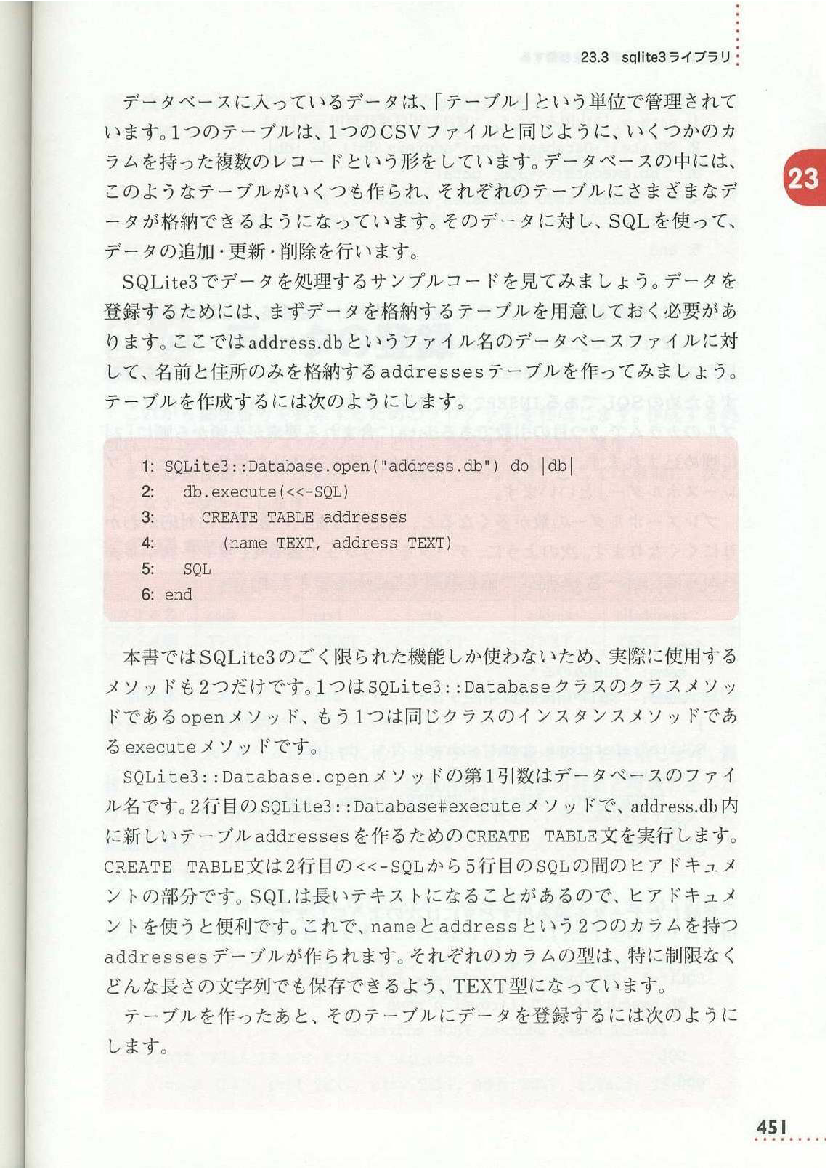 23.3 sqlite3ライブラリ
データベースに入っているデータは、「テーブル」という単位で管理されて
います。1つのテーブルは、1つのCSVファイルと同じように、いくつかのカ
ラムを持った複数のレコードという形をしています。データベースの中には、
23
このようなテーブルがいくつも作られ、それぞれのテーブルにさまざまなデ
ータが格納できるようになっています。そのデータに対し、SQLを使って、
データの追加・更新・削除を行います。
SQLite3でデータを処理するサンプルコードを見てみましょう。データを
登録するためには、まずデータを格納するテーブルを用意しておく必要があ
ります。ここではaddress.dbというファイル名のデータベースファイルに対
して、名前と住所のみを格納するaddressesテーブルを作ってみましょう。
テーブルを作成するには次のようにします。
1: SQLite3::Database.open("address.db") do |db|
2: db.execute(<<-SQL)
3: CREATE TABLE addresses
4: (name TEXT, address TEXT)
5: SQL
6: end
本書ではSQLite3のごく限られた機能しか使わないため、実際に使用する
メソッドも2つだけです。1つはSQLite3::Databaseクラスのクラスメソッ
ドであるopenメソッド、もう1つは同じクラスのインスタンスメソッドであ
るexecuteメソッドです。
SQLite3::Database.openメソッドの第1引数はデータベースのファイ
ル名です。2行目のSQLite3::Database#executeメソッドで、address.db内
に新しいテーブルaddressesを作るためのCREATE TABLE文を実行します。
CREATE TABLE文は2行目の<<-SQLから5行目のSQLの間のヒアドキュメ
ントの部分です。SQLは長いテキストになることがあるので、ヒアドキュメ
ントを使うと便利です。これで、nameとaddressという2つのカラムを持つ
addressesテーブルが作られます。それぞれのカラムの型は、特に制限なく
どんな長さの文字列でも保存できるよう、TEXT型になっています。
テーブルを作ったあと、そのテーブルにデータを登録するには次のように
します。
451